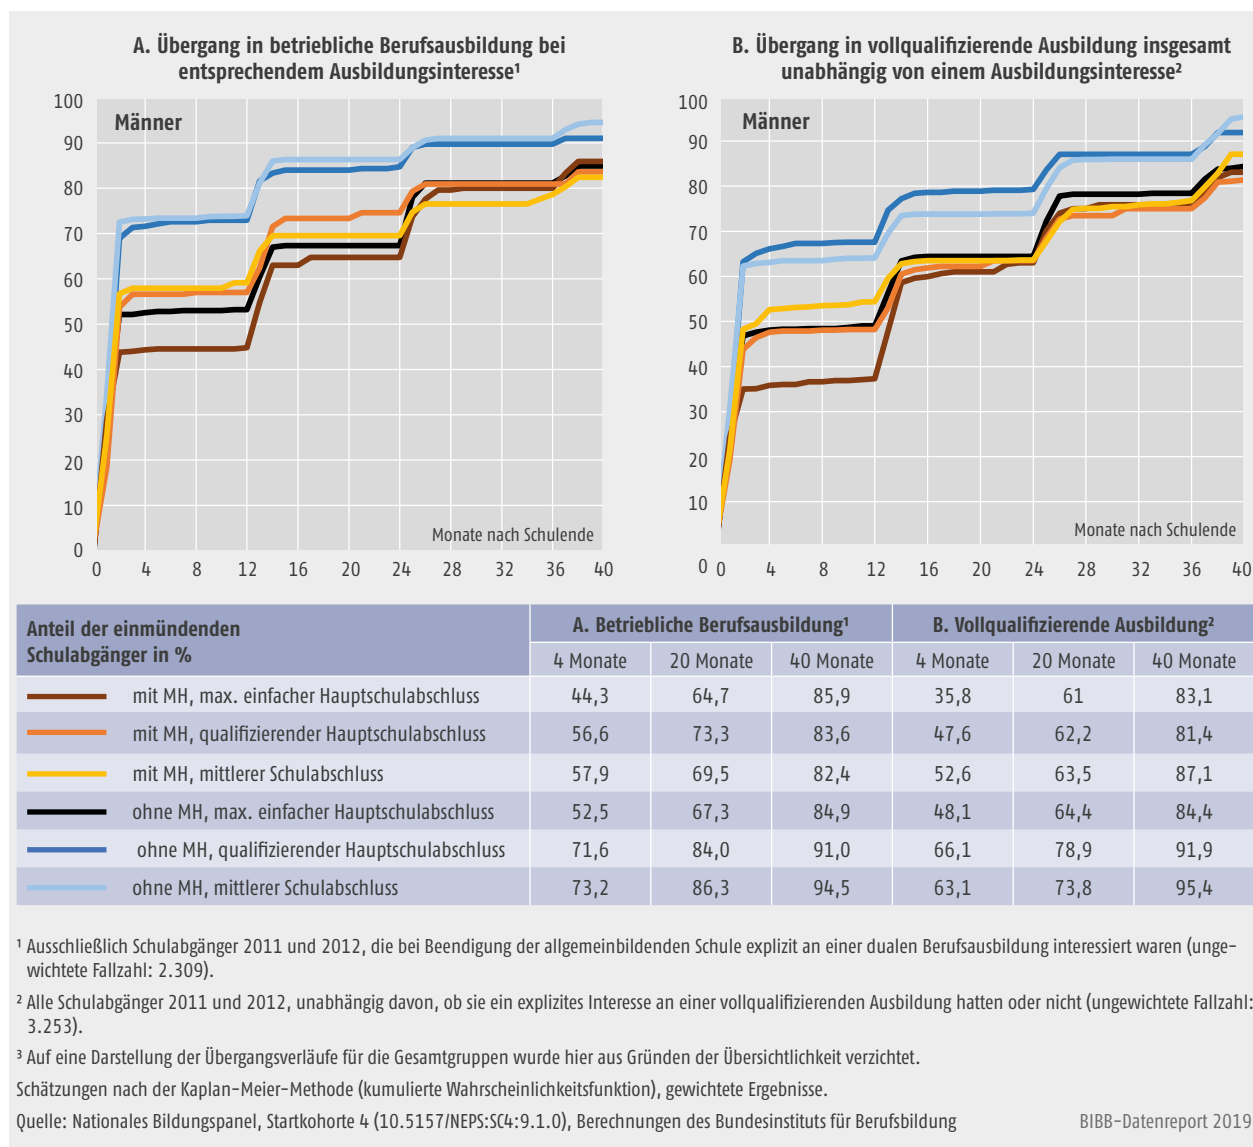 A. Übergang in betriebliche Berufsausbildung bei
entsprechendem Ausbildungsinteresse¹
Männer
100
90
80
70
60
50
40
30
20
10
0
Monate nach Schulende
0 4 8 12 16 20 24 28 32 36 40
B. Übergang in vollqualifizierende Ausbildung insgesamt
unabhängig von einem Ausbildungsinteresse²
Männer
100
90
80
70
60
50
40
30
20
10
0
Monate nach Schulende
0 4 8 12 16 20 24 28 32 36 40
Anteil der einmündenden
Schulabgänger in %
A. Betriebliche Berufsausbildung¹ B. Vollqualifizierende Ausbildung²
4 Monate 20 Monate 40 Monate 4 Monate 20 Monate 40 Monate
mit MH, max. einfacher Hauptschulabschluss 44,3 64,7 85,9 35,8 61 83,1
mit MH, qualifizierender Hauptschulabschluss 56,6 73,3 83,6 47,6 62,2 81,4
mit MH, mittlerer Schulabschluss 57,9 69,5 82,4 52,6 63,5 87,1
ohne MH, max. einfacher Hauptschulabschluss 52,5 67,3 84,9 48,1 64,4 84,4
ohne MH, qualifizierender Hauptschulabschluss 71,6 84,0 91,0 66,1 78,9 91,9
ohne MH, mittlerer Schulabschluss 73,2 86,3 94,5 63,1 73,8 95,4
¹ Ausschließlich Schulabgänger 2011 und 2012, die bei Beendigung der allgemeinbildenden Schule explizit an einer dualen Berufsausbildung interessiert waren (unge-
wichtete Fallzahl: 2.309).
² Alle Schulabgänger 2011 und 2012, unabhängig davon, ob sie ein explizites Interesse an einer vollqualifizierenden Ausbildung hatten oder nicht (ungewichtete Fallzahl:
3.253).
³ Auf eine Darstellung der Übergangsverläufe für die Gesamtgruppen wurde hier aus Gründen der Übersichtlichkeit verzichtet.
Schätzungen nach der Kaplan-Meier-Methode (kumulierte Wahrscheinlichkeitsfunktion), gewichtete Ergebnisse.
Quelle: Nationales Bildungspanel, Startkohorte 4 (10.5157/NEPS:SC4:9.1.0), Berechnungen des Bundesinstituts für Berufsbildung BIBB-Datenreport 2019